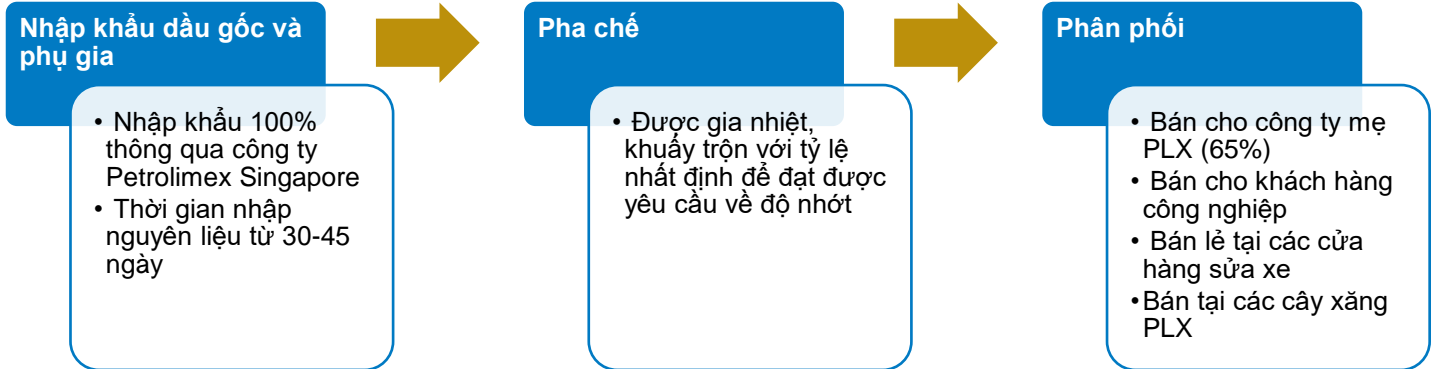 Nhập khẩu dầu gốc và
phụ gia
• Nhập khẩu 100%
thông qua công ty
Petrolimex Singapore
• Thời gian nhập
nguyên liệu từ 30-45
ngày
Pha chế
• Được gia nhiệt,
khuấy trộn với tỷ lệ
nhất định để đạt được
yêu cầu về độ nhớt
Phân phối
• Bán cho công ty mẹ
PLX (65%)
• Bán cho khách hàng
công nghiệp
• Bán lẻ tại các cửa
hàng sửa xe
•Bán tại các cây xăng
PLX